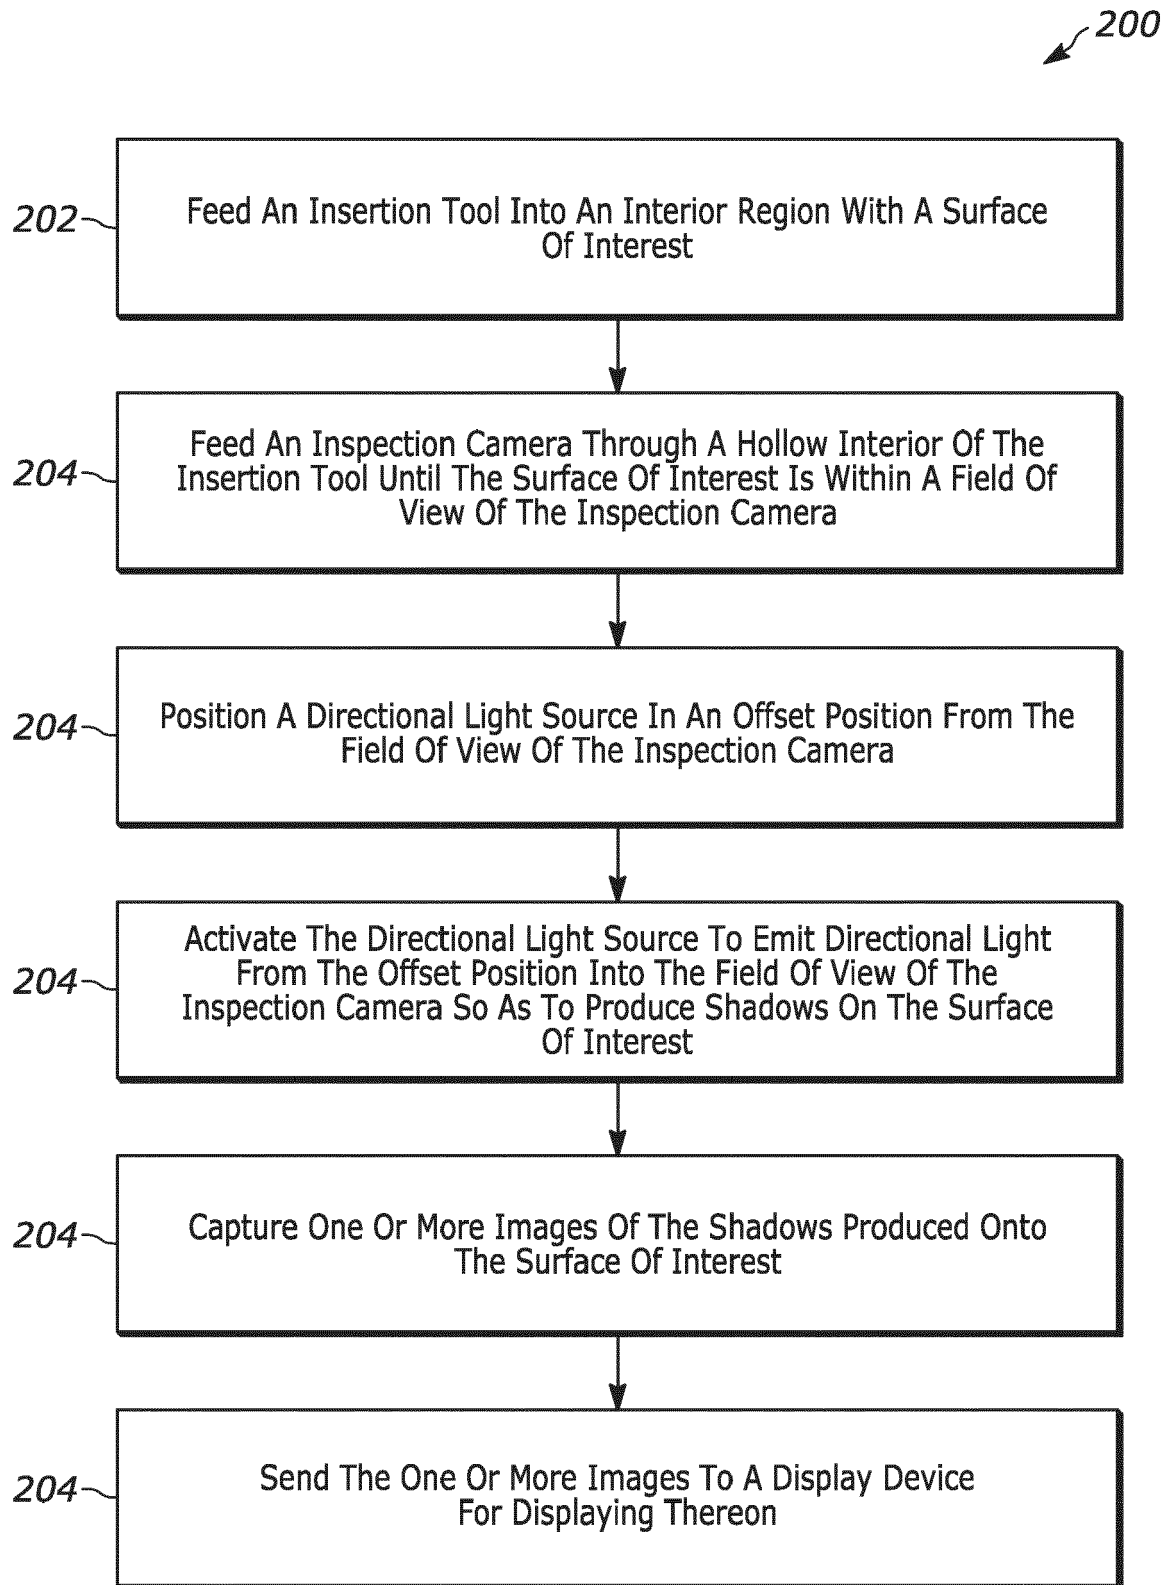 200
202
Feed An Insertion Tool Into An Interior Region With A Surface
Of Interest
204
Feed An Inspection Camera Through A Hollow Interior Of The
Insertion Tool Until The Surface Of Interest Is Within A Field Of
View Of The Inspection Camera
204
Position A Directional Light Source In An Offset Position From The
Field Of View Of The Inspection Camera
204
Activate The Directional Light Source To Emit Directional Light
From The Offset Position Into The Field Of View Of The
Inspection Camera So As To Produce Shadows On The Surface
Of Interest
204
Capture One Or More Images Of The Shadows Produced Onto
The Surface Of Interest
204
Send The One Or More Images To A Display Device
For Displaying Thereon